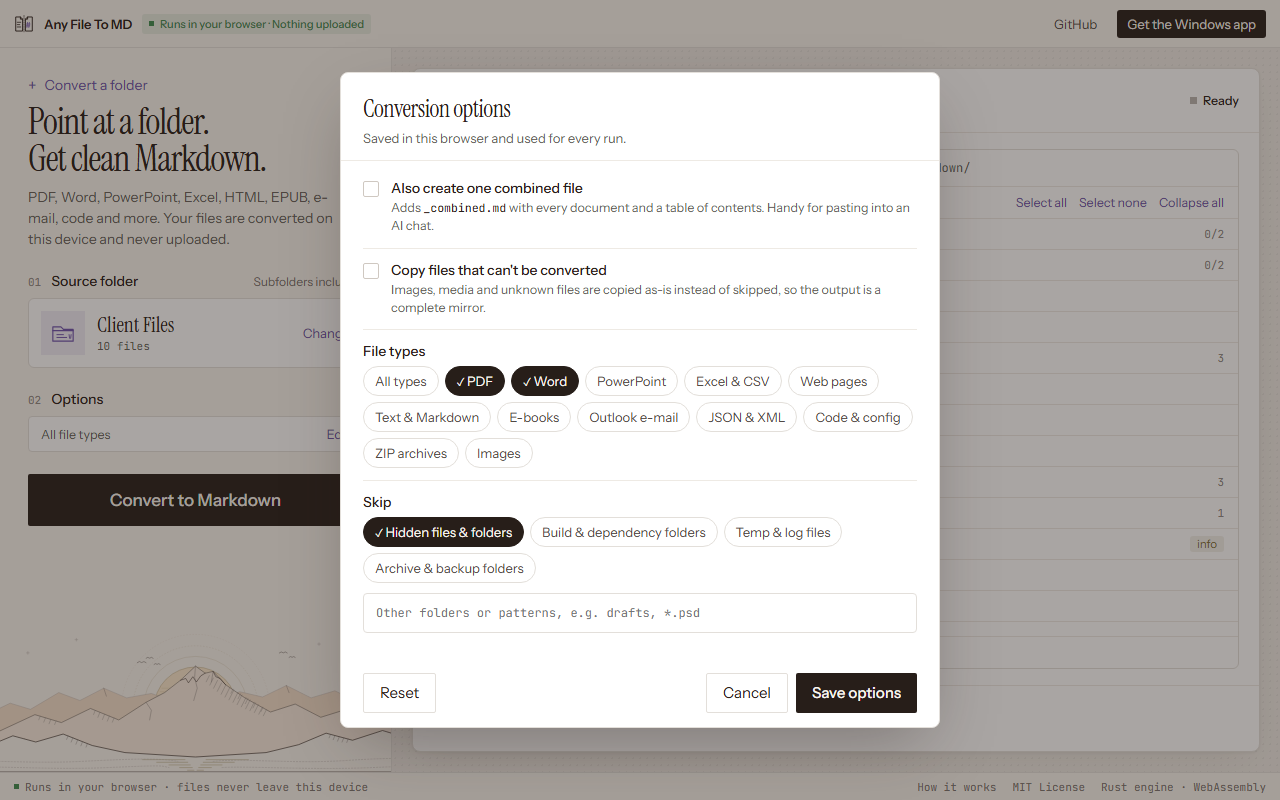 Any File To MD
Runs in your browser · Nothing uploaded
GitHub
Get the Windows app
+ Convert a folder
Point at a folder.
Get clean Markdown.
PDF, Word, PowerPoint, Excel, HTML, EPUB, e-
mail, code and more. Your files are converted on
this device and never uploaded.
01 Source folder
Subfolders inclu
Client Files
10 files
Chang
02 Options
All file types
Ed
Convert to Markdown
Ready
down/
Select all Select none Collapse all
0/2
0/2
3
3
1
info
Conversion options
Saved in this browser and used for every run.
Also create one combined file
Adds _combined.md with every document and a table of contents. Handy for pasting into an
AI chat.
Copy files that can't be converted
Images, media and unknown files are copied as-is instead of skipped, so the output is a
complete mirror.
File types
All types ✓ PDF ✓ Word PowerPoint Excel & CSV Web pages
Text & Markdown E-books Outlook e-mail JSON & XML Code & config
ZIP archives Images
Skip
✓ Hidden files & folders Build & dependency folders Temp & log files
Archive & backup folders
Other folders or patterns, e.g. drafts, *.psd
Reset Cancel Save options
Runs in your browser · files never leave this device
How it works MIT License Rust engine · WebAssembly